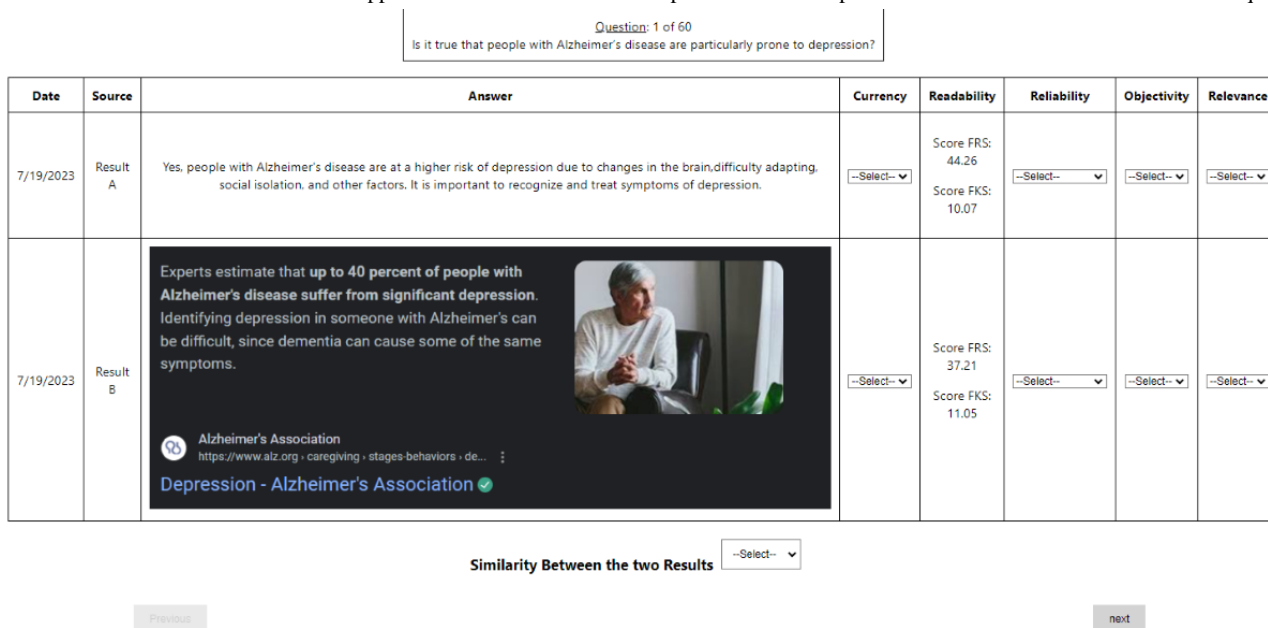 Question: 1 of 60
Is it true that people with Alzheimer's disease are particularly prone to depression?
Date Source Answer Currency Readability Reliability Objectivity Relevance
7/19/2023
Result
A
Yes, people with Alzheimer's disease are at a higher risk of depression due to changes in the brain,difficulty adapting,
social isolation, and other factors. It is important to recognize and treat symptoms of depression.
--Select--
Score FRS:
44.26
Score FKS:
10.07
--Select--
--Select--
--Select--
7/19/2023
Result
B
Experts estimate that up to 40 percent of people with
Alzheimer's disease suffer from significant depression.
Identifying depression in someone with Alzheimer's can
be difficult, since dementia can cause some of the same
symptoms.
Alzheimer's Association
https://www.alz.org › caregiving › stages-behaviors › de...
Depression - Alzheimer's Association
--Select--
Score FRS:
37.21
Score FKS:
11.05
--Select--
--Select--
--Select--
Similarity Between the two Results --Select--
Previous
next